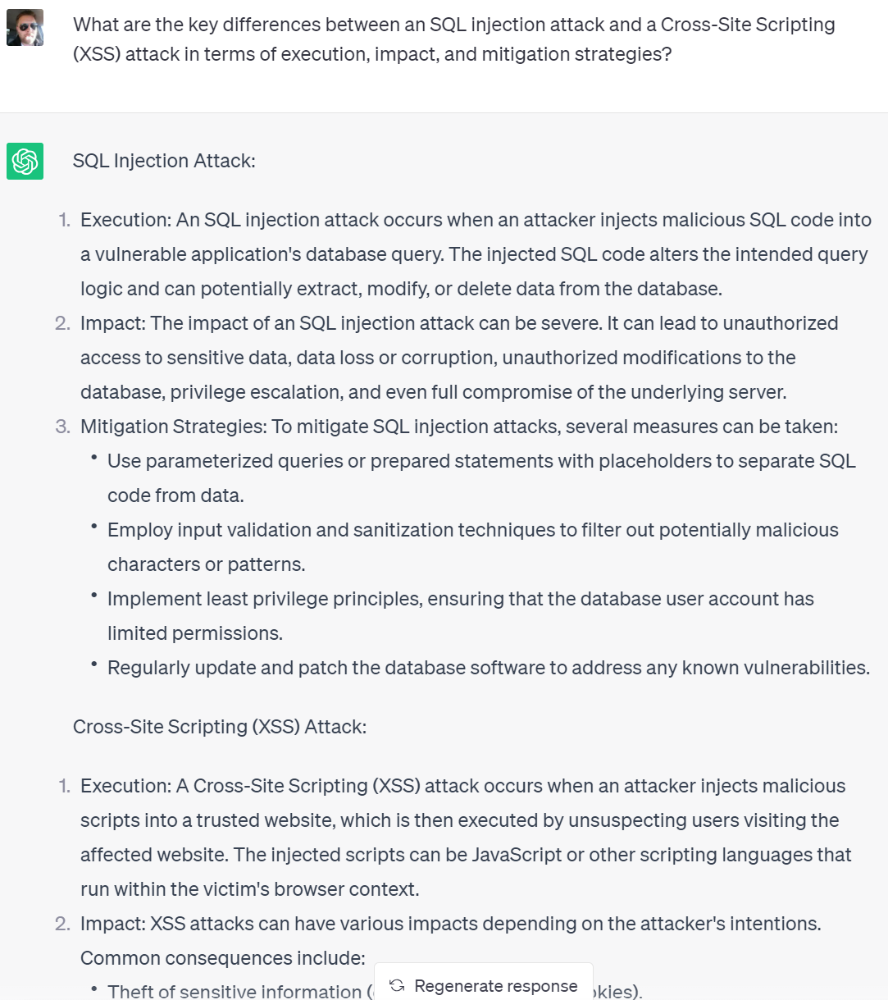 What are the key differences between an SQL injection attack and a Cross-Site Scripting
(XSS) attack in terms of execution, impact, and mitigation strategies?
SQL Injection Attack:
1. Execution: An SQL injection attack occurs when an attacker injects malicious SQL code into
a vulnerable application's database query. The injected SQL code alters the intended query
logic and can potentially extract, modify, or delete data from the database.
2. Impact: The impact of an SQL injection attack can be severe. It can lead to unauthorized
access to sensitive data, data loss or corruption, unauthorized modifications to the
database, privilege escalation, and even full compromise of the underlying server.
3. Mitigation Strategies: To mitigate SQL injection attacks, several measures can be taken:
• Use parameterized queries or prepared statements with placeholders to separate SQL
code from data.
• Employ input validation and sanitization techniques to filter out potentially malicious
characters or patterns.
• Implement least privilege principles, ensuring that the database user account has
limited permissions.
• Regularly update and patch the database software to address any known vulnerabilities.
Cross-Site Scripting (XSS) Attack:
1. Execution: A Cross-Site Scripting (XSS) attack occurs when an attacker injects malicious
scripts into a trusted website, which is then executed by unsuspecting users visiting the
affected website. The injected scripts can be JavaScript or other scripting languages that
run within the victim's browser context.
2. Impact: XSS attacks can have various impacts depending on the attacker's intentions.
Common consequences include:
• Theft of sensitive information (
Regenerate response
kies).